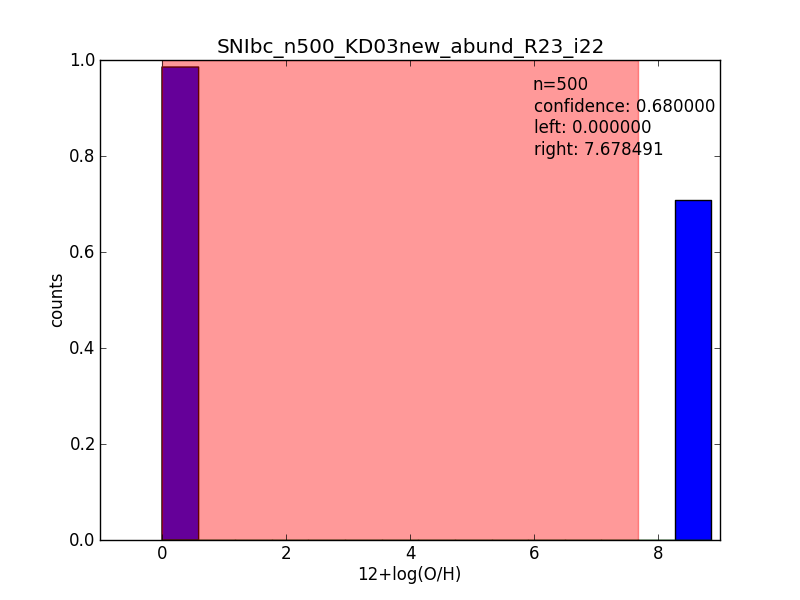 SNIbc_n500_KD03new_abund_R23_i22
1.0
0.8
0.6
0.4
0.2
0.0
counts
n=500
confidence: 0.680000
left: 0.000000
right: 7.678491
0 2 4 6 8
12+log(O/H)